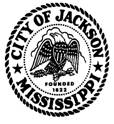 CITY OF JACKSON
FOUNDED
1822
MISSISSIPPI